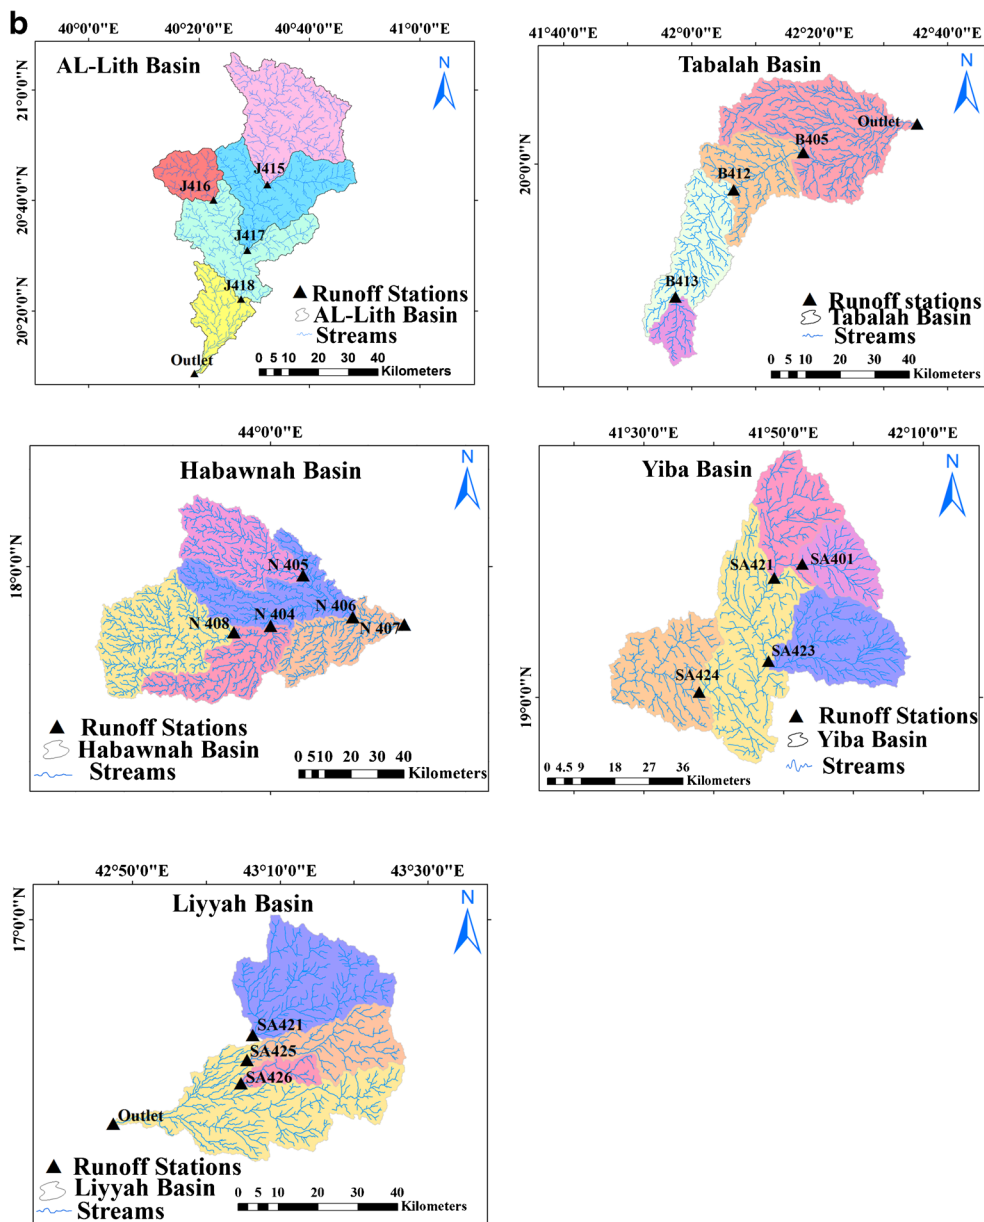 b
40°0'0"E 40°20'0"E 40°40'0"E 41°0'0"E
AL-Lith Basin
N
21°0'0"N
20°40'0"N
20°20'0"N
J415
J416
J417
J418
Outlet
Runoff Stations
AL-Lith Basin
Streams
0 5 10 20 30 40
Kilometers
41°40'0"E 42°0'0"E 42°20'0"E 42°40'0"E
Tabalah Basin
N
20°0'0"N
Outlet
B405
B412
B413
Runoff stations
Tabalah Basin
Streams
0 5 10 20 30 40
Kilometers
44°0'0"E
Habawnah Basin
N
18°0'0"N
N 405
N 406
N 404
N 408
N 407
Runoff Stations
Habawnah Basin
Streams
0 510 20 30 40
Kilometers
41°30'0"E 41°50'0"E 42°10'0"E
Yiba Basin
N
19°0'0"N
SA401
SA421
SA423
SA424
Runoff Stations
Yiba Basin
Streams
0 4.5 9 18 27 36
Kilometers
42°50'0"E 43°10'0"E 43°30'0"E
Liyyah Basin
N
17°0'0"N
SA421
SA425
SA426
Outlet
Runoff Stations
Liyyah Basin
Streams
0 5 10 20 30 40
Kilometers